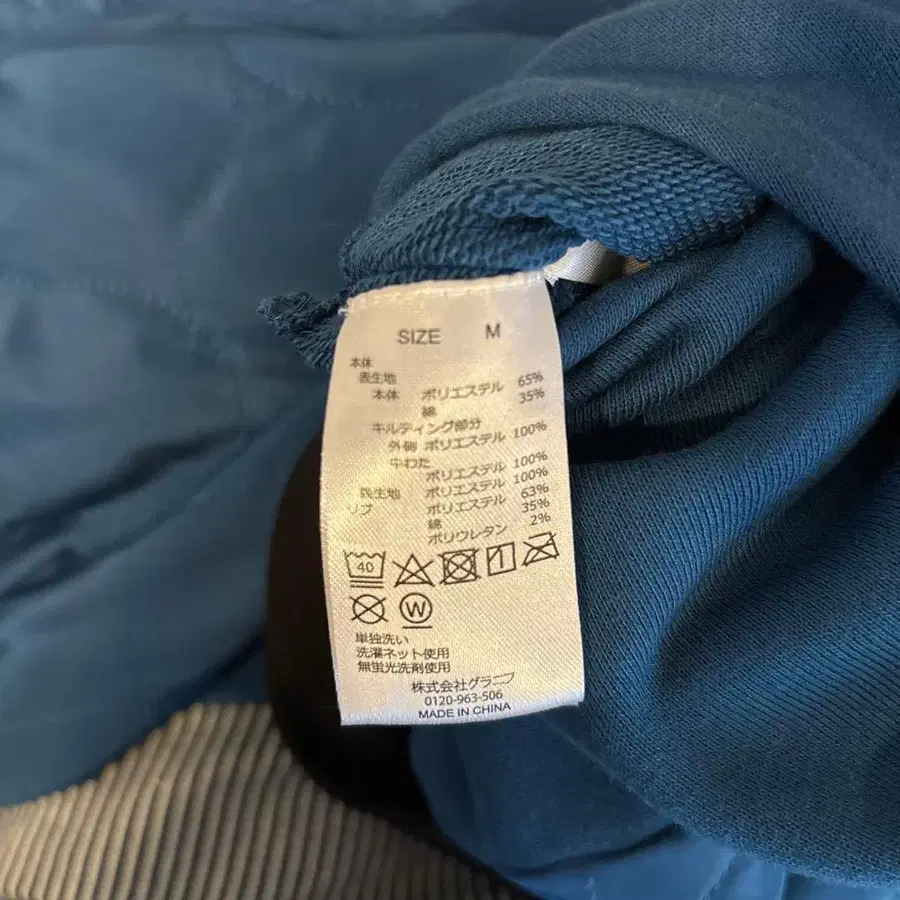 SIZE M
本体
表生地
本体 ポリエステル 65%
綿 35%
キルティング部分
外側 ポリエステル 100%
中わた
ポリエステル 100%
裏生地 ポリエステル 100%
リブ ポリエステル 63%
綿 35%
ポリウレタン 2%
40
W
単独洗い
洗濯ネット使用
無蛍光洗剤使用
株式会社グラニフ
0120-963-506
MADE IN CHINA